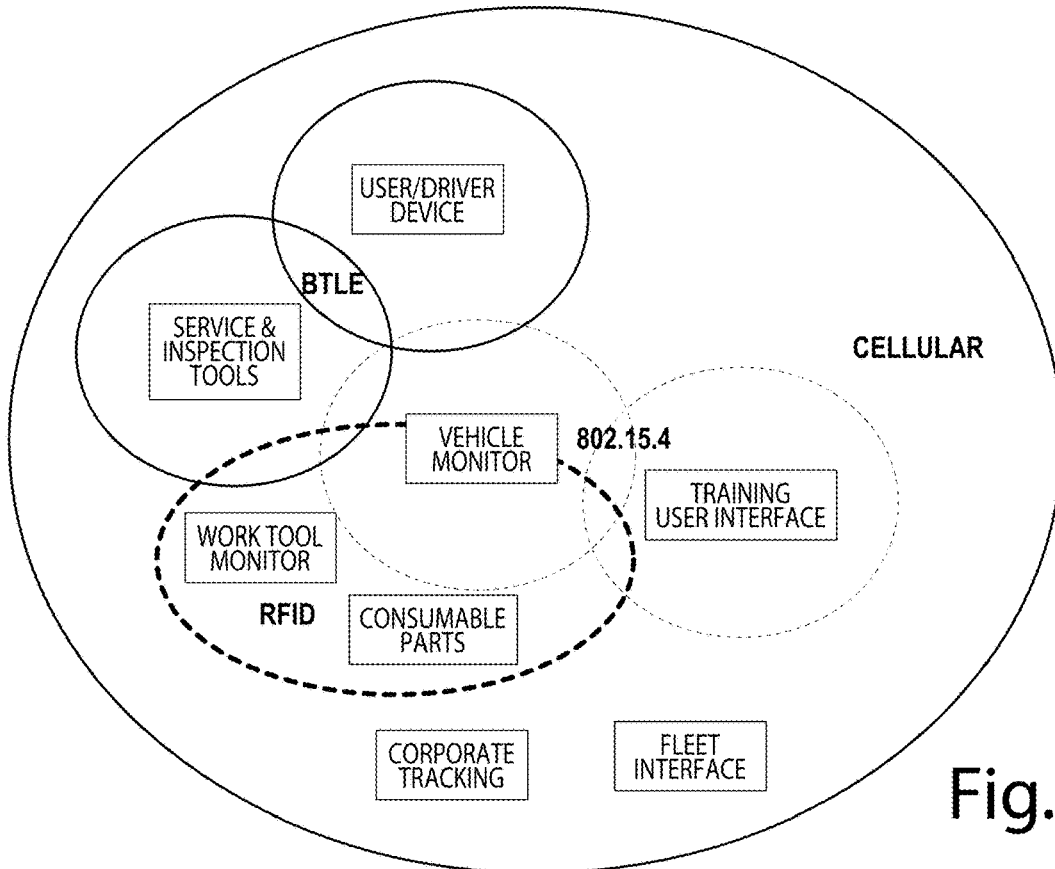 USER/DRIVER
DEVICE
BTLE
SERVICE &
INSPECTION
TOOLS
CELLULAR
VEHICLE
MONITOR
802.15.4
TRAINING
USER INTERFACE
WORK TOOL
MONITOR
RFID
CONSUMABLE
PARTS
CORPORATE
TRACKING
FLEET
INTERFACE
Fig.